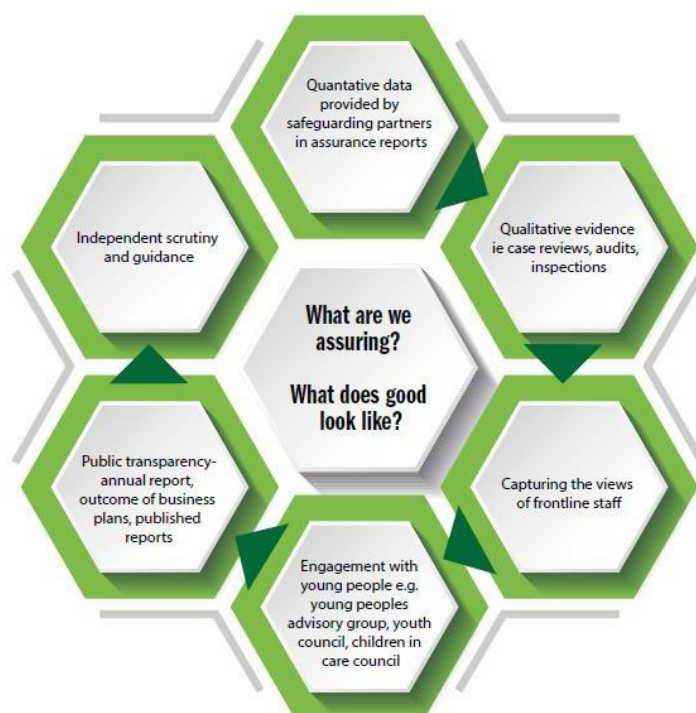 Quantative data
provided by
safeguarding partners
in assurance reports
Qualitative evidence
ie case reviews, audits,
inspections
Capturing the views
of frontline staff
Engagement with
young people e.g.
young peoples
advisory group, youth
council, children in
care council
Public transparency-
annual report,
outcome of business
plans, published
reports
Independent scrutiny
and guidance
What are we
assuring?
What does good
look like?